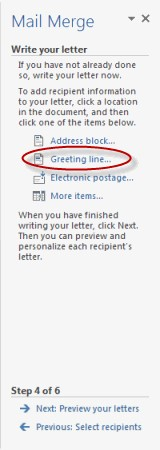 Mail Merge
Write your letter
If you have not already done
so, write your letter now.
To add recipient information
to your letter, click a location
in the document, and then
click one of the items below.
Address block...
Greeting line...
Electronic postage...
More items...
When you have finished
writing your letter, click Next.
Then you can preview and
personalize each recipient's
letter.
Step 4 of 6
Next: Preview your letters
Previous: Select recipients